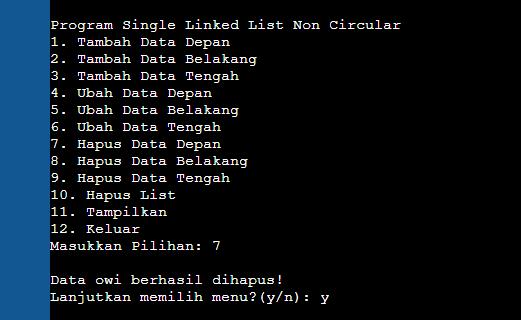 Program Single Linked List Non Circular
1. Tambah Data Depan
2. Tambah Data Belakang
3. Tambah Data Tengah
4. Ubah Data Depan
5. Ubah Data Belakang
6. Ubah Data Tengah
7. Hapus Data Depan
8. Hapus Data Belakang
9. Hapus Data Tengah
10. Hapus List
11. Tampilkan
12. Keluar
Masukkan Pilihan: 7
Data owi berhasil dihapus!
Lanjutkan memilih menu?(y/n): y